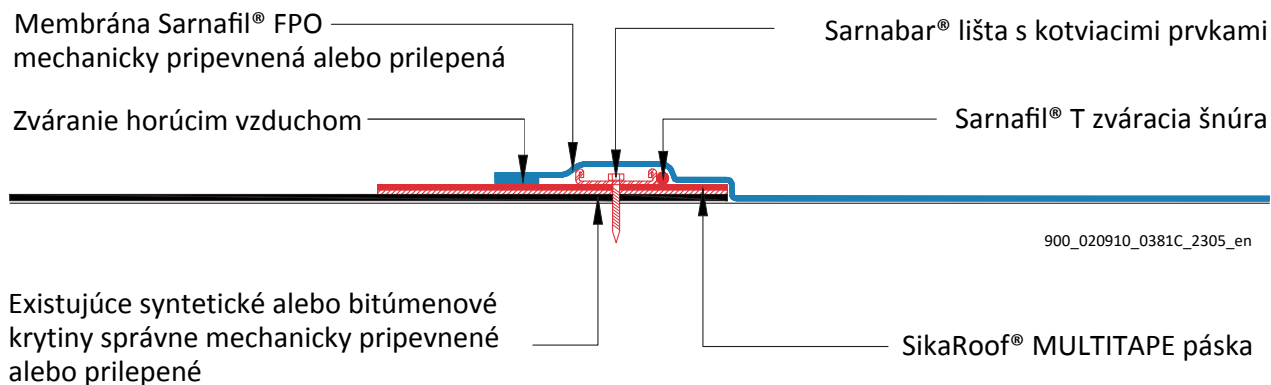 Membrána Sarnafil® FPO
mechanicky pripevnená alebo prilepená
Sarnabar® lišta s kotviacimi prvkami
Zváranie horúcim vzduchom
Sarnafil® T zváracia šnúra
900_020910_0381C_2305_en
Existujúce syntetické alebo bitúmenové
krytiny správne mechanicky pripevnené
alebo prilepené
SikaRoof® MULTITAPE páska